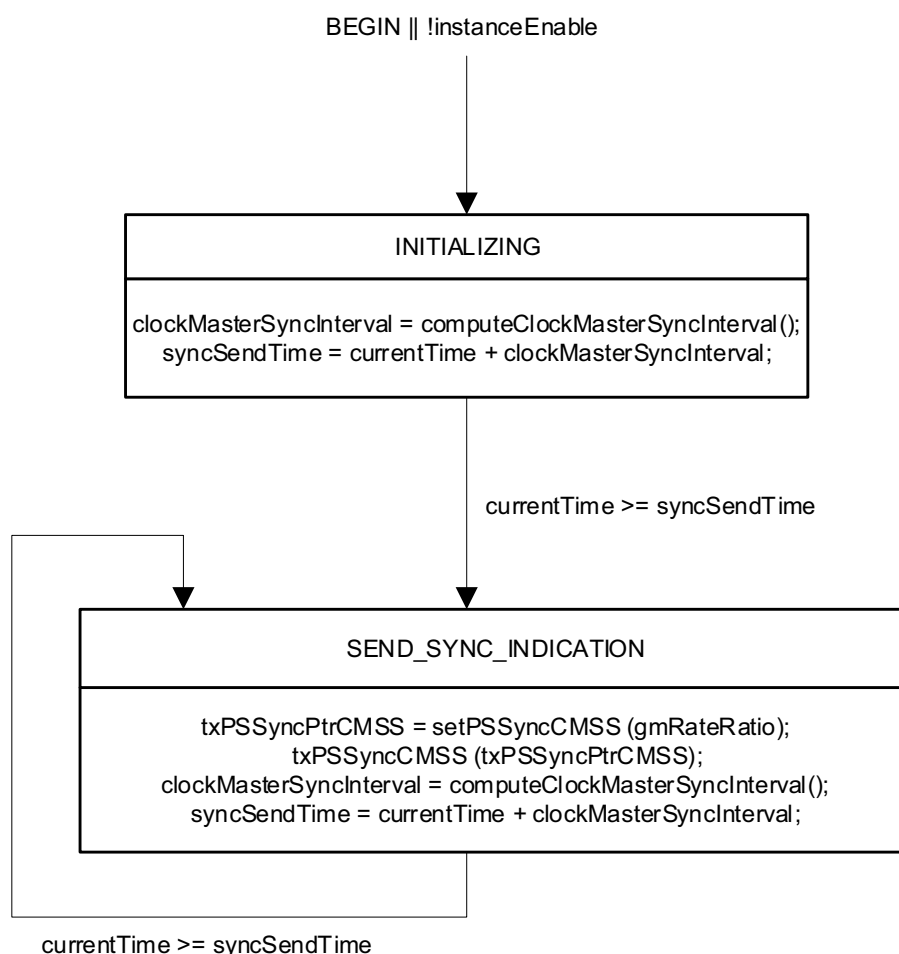 BEGIN || !instanceEnable
INITIALIZING
clockMasterSyncInterval = computeClockMasterSyncInterval();
syncSendTime = currentTime + clockMasterSyncInterval;
currentTime >= syncSendTime
SEND_SYNC_INDICATION
txPSSyncPtrCMSS = setPSSyncCMSS (gmRateRatio);
txPSSyncCMSS (txPSSyncPtrCMSS);
clockMasterSyncInterval = computeClockMasterSyncInterval();
syncSendTime = currentTime + clockMasterSyncInterval;
currentTime >= syncSendTime